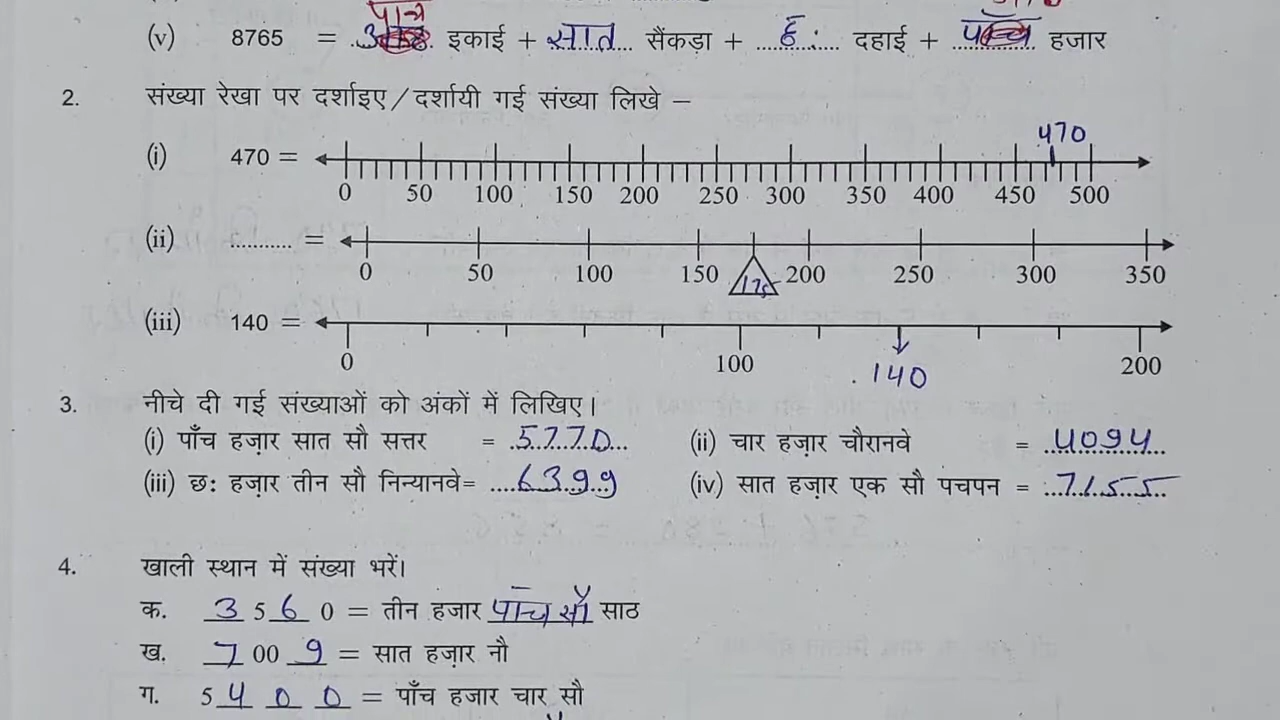 पाँच
(v) 8765 = इकाई + सात सैंकड़ा + छः दहाई + हजार
2. संख्या रेखा पर दर्शाइए/दर्शायी गई संख्या लिखे –
470
(i) 470 =
0 50 100 150 200 250 300 350 400 450 500
(ii) .......... =
0 50 100 150 175 200 250 300 350
(iii) 140 =
0 100 140 200
3. नीचे दी गई संख्याओं को अंकों में लिखिए।
(i) पाँच हज़ार सात सौ सत्तर = 5770 (ii) चार हज़ार चौरानवे = 4094
(iii) छः हज़ार तीन सौ निन्यानवे= 6399 (iv) सात हज़ार एक सौ पचपन = 7155
4. खाली स्थान में संख्या भरें।
क. 3 5 6 0 = तीन हजार पाँच सौ साठ
ख. 7 00 9 = सात हज़ार नौ
ग. 5 4 0 0 = पाँच हजार चार सौ